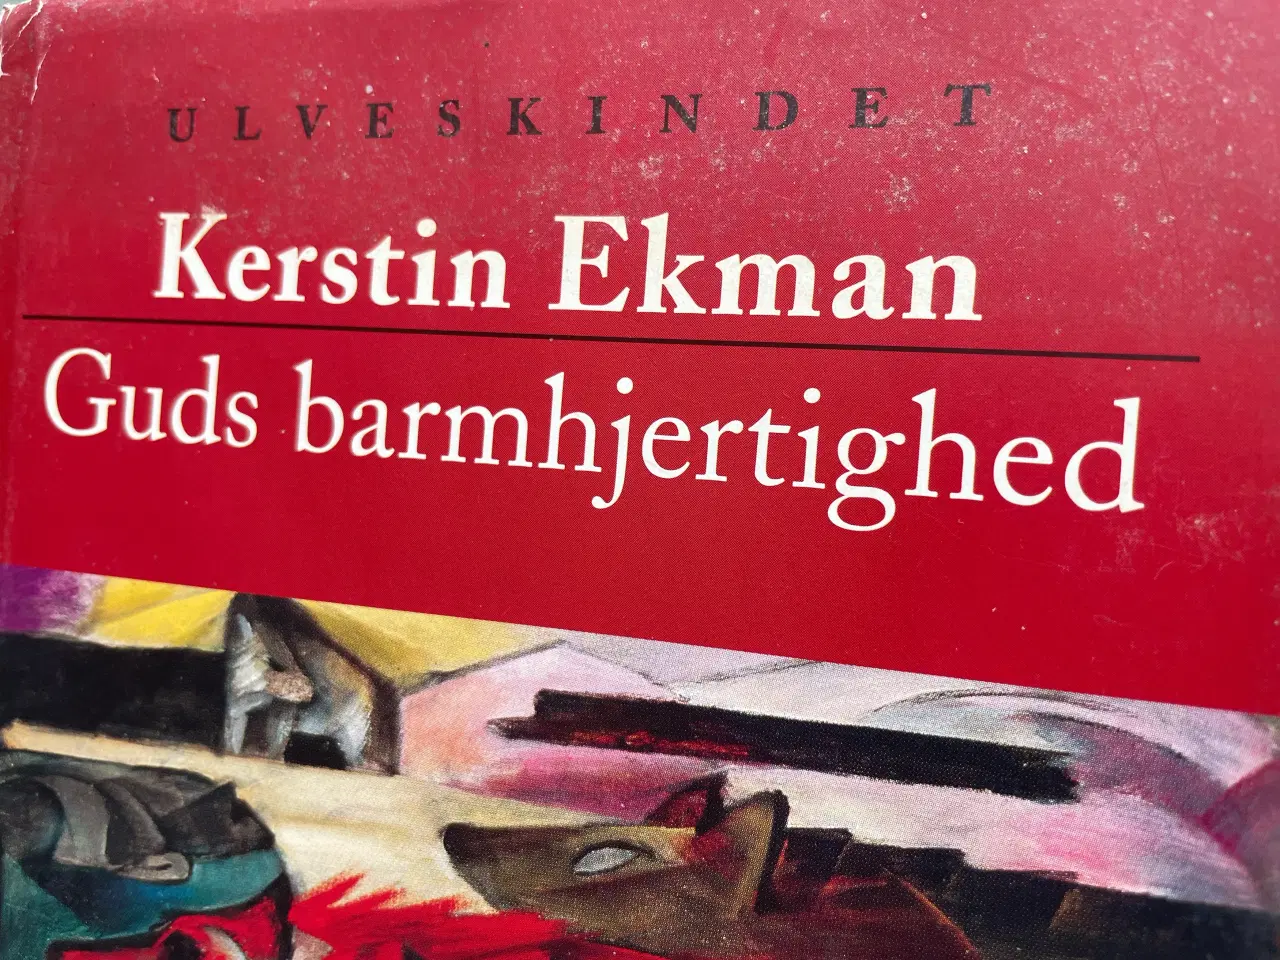 ULVESKINDET
Kerstin Ekman
Guds barmhjertighed